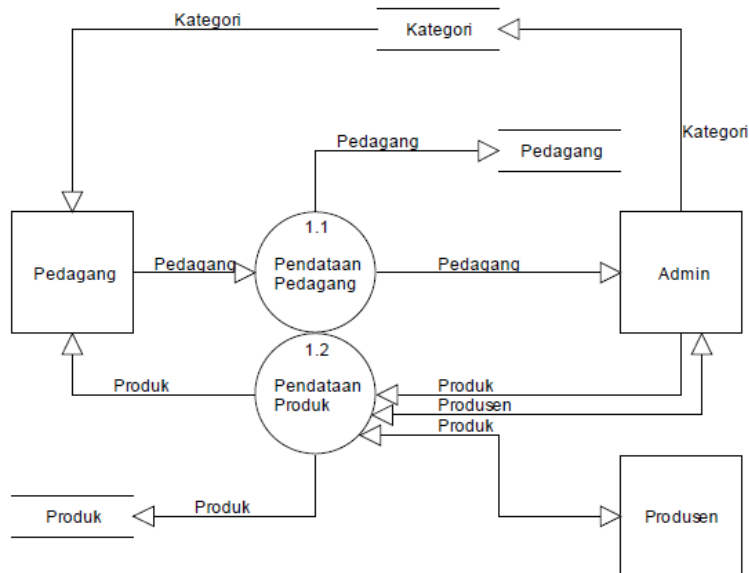 Kategori
Kategori
Kategori
Pedagang
Pedagang
1.1
Pendataan
Pedagang
Pedagang
Pedagang
Pedagang
Admin
1.2
Pendataan
Produk
Produk
Produk
Produsen
Produk
Produk
Produk
Produsen